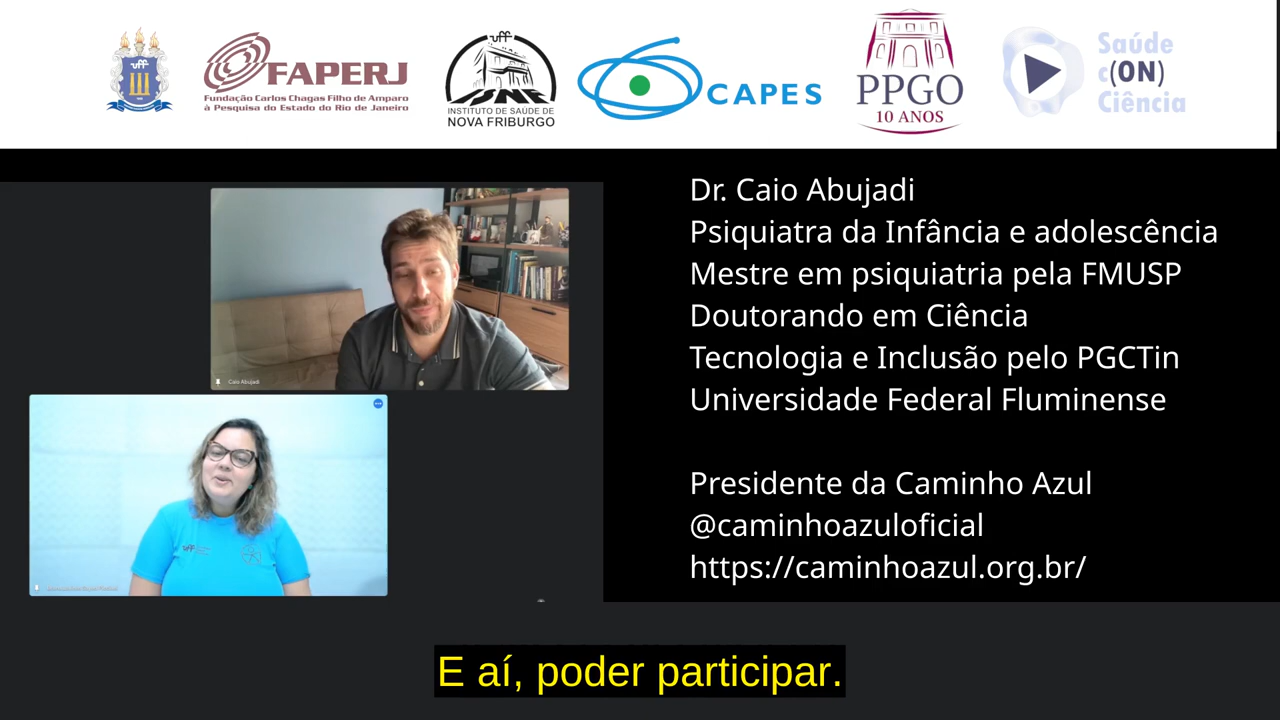 uff
FAPERJ
Fundação Carlos Chagas Filho de Amparo
à Pesquisa do Estado do Rio de Janeiro
uff
INSTITUTO DE SAÚDE DE
NOVA FRIBURGO
CAPES
PPGO
10 ANOS
Saúde
c(ON)
Ciência
Dr. Caio Abujadi
Psiquiatra da Infância e adolescência
Mestre em psiquiatria pela FMUSP
Doutorando em Ciência
Tecnologia e Inclusão pelo PGCTin
Universidade Federal Fluminense
Presidente da Caminho Azul
@caminhoazuloficial
https://caminhoazul.org.br/
Caio Abujadi
uff
E aí, poder participar.